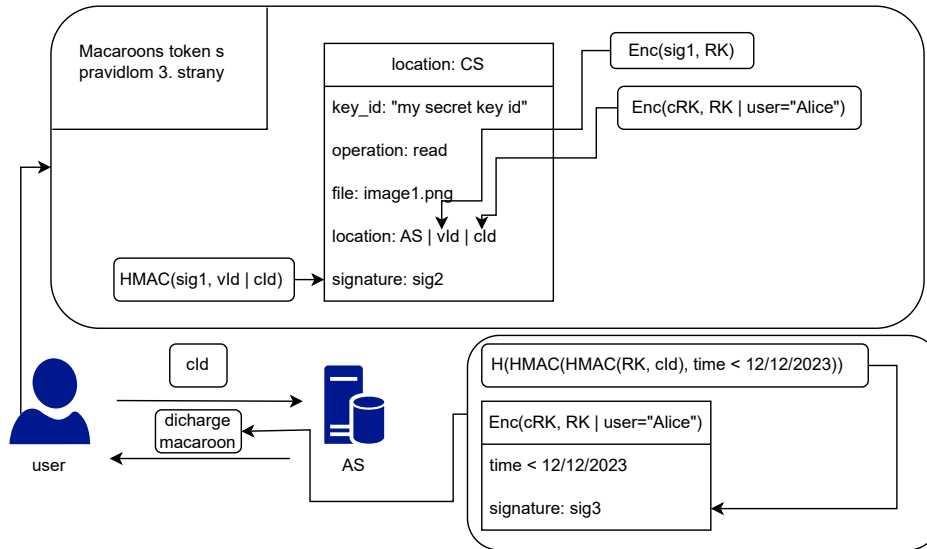 Macaroons token s
pravidlom 3. strany
location: CS
key_id: "my secret key id"
operation: read
file: image1.png
location: AS | vId | cId
signature: sig2
Enc(sig1, RK)
Enc(cRK, RK | user="Alice")
HMAC(sig1, vId | cId)
cId
dicharge
macaroon
user
AS
H(HMAC(HMAC(RK, cId), time < 12/12/2023))
Enc(cRK, RK | user="Alice")
time < 12/12/2023
signature: sig3